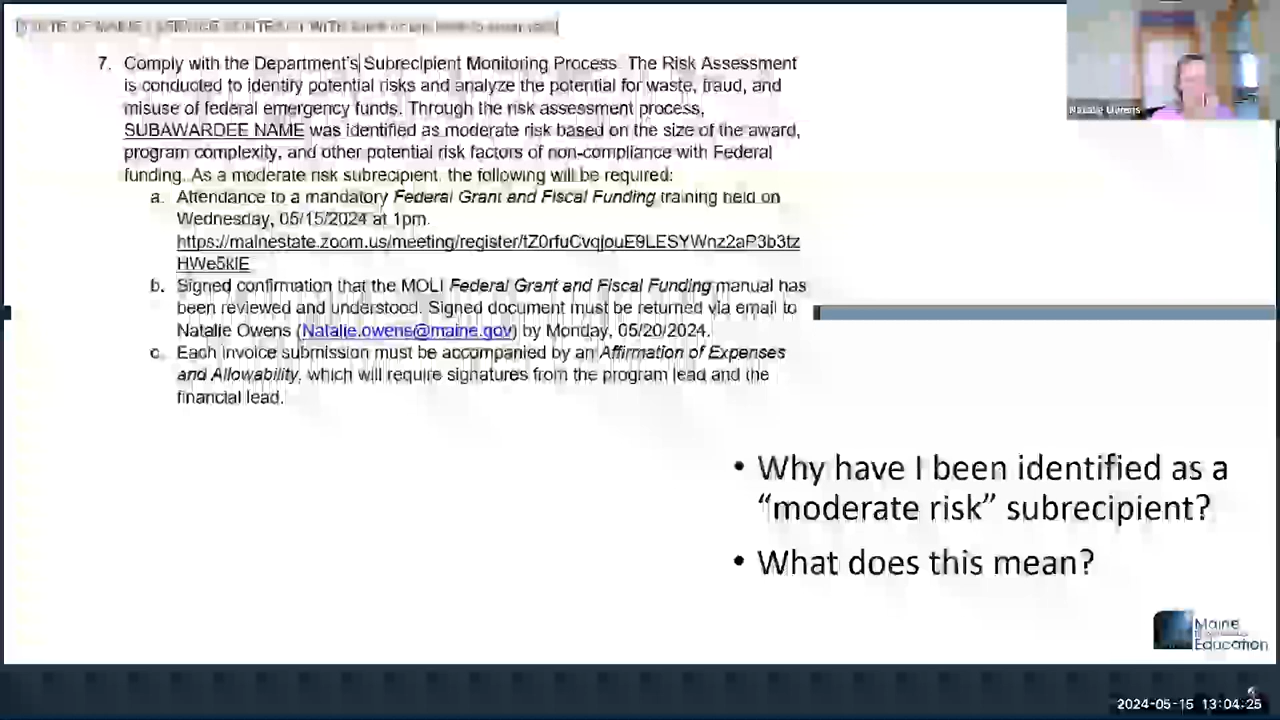 7. Comply with the Department's Subrecipient Monitoring Process. The Risk Assessment
is conducted to identify potential risks and analyze the potential for waste, fraud, and
misuse of federal emergency funds. Through the risk assessment process,
SUBAWARDEE NAME was identified as moderate risk based on the size of the award,
program complexity, and other potential risk factors of non-compliance with Federal
funding. As a moderate risk subrecipient, the following will be required:
a. Attendance to a mandatory Federal Grant and Fiscal Funding training held on
Wednesday, 05/15/2024 at 1pm.
https://mainestate.zoom.us/meeting/register/tZ0rfuCvqjouE9LESYWnz2aP3b3tz
HWe5kIE
b. Signed confirmation that the MOLI Federal Grant and Fiscal Funding manual has
been reviewed and understood. Signed document must be returned via email to
Natalie Owens (Natalie.owens@maine.gov) by Monday, 05/20/2024.
c. Each invoice submission must be accompanied by an Affirmation of Expenses
and Allowability, which will require signatures from the program lead and the
financial lead.
• Why have I been identified as a
“moderate risk” subrecipient?
• What does this mean?
Natalie Owens
Maine
Education
2024-05-15 13:04:25